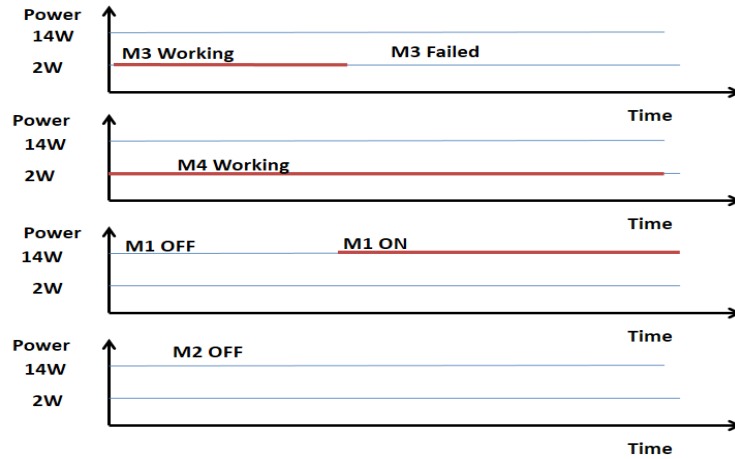 Power
14W
M3 Working
M3 Failed
2W
Time
Power
14W
M4 Working
2W
Time
Power
M1 OFF
M1 ON
14W
2W
Time
Power
M2 OFF
14W
2W
Time